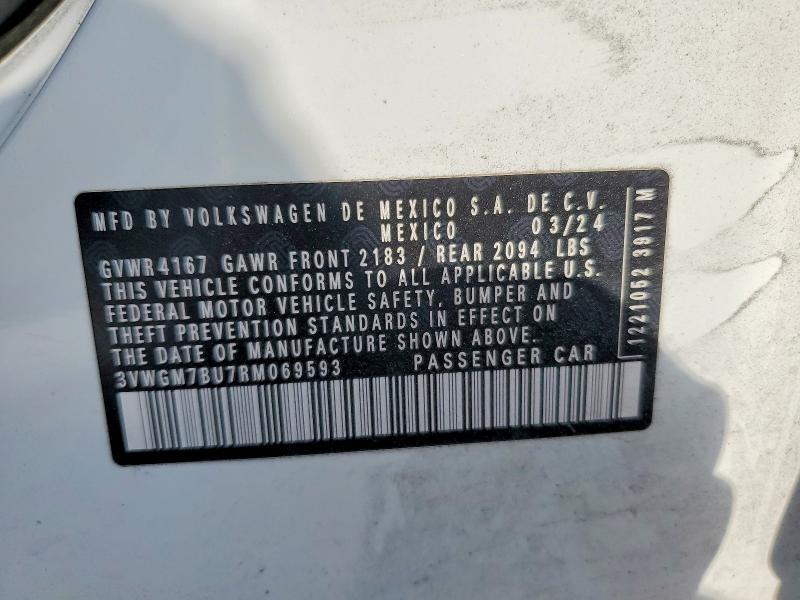 MFD BY VOLKSWAGEN DE MEXICO S.A. DE C.V.
MEXICO 03/24
GVWR4167 GAWR FRONT 2183 / REAR 2094 LBS
THIS VEHICLE CONFORMS TO ALL APPLICABLE U.S.
FEDERAL MOTOR VEHICLE SAFETY, BUMPER AND
THEFT PREVENTION STANDARDS IN EFFECT ON
THE DATE OF MANUFACTURE SHOWN ABOVE.
3VWGM7BU7RM069593 PASSENGER CAR
1221062 3917 M